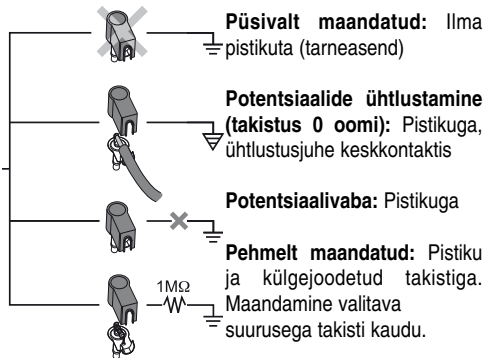 Püsivalt maandatud: Ilma
pistikuta (tarneasend)
Potentsiaalide ühtlustamine
(takistus 0 oomi): Pistikuga,
ühtlustusjuhe keskkontaktis
Potentsiaalivaba: Pistikuga
Pehmelt maandatud: Pistiku
ja külgejoodetud takistiga.
1MΩ
Maandamine valitava
suurusega takisti kaudu.